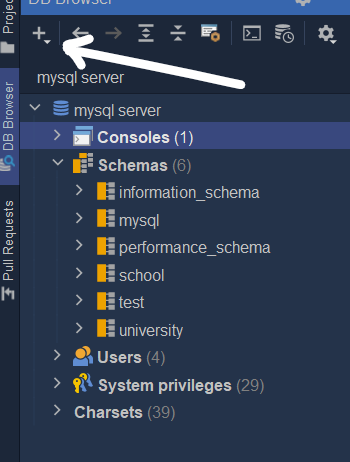 DB Browser
mysql server
mysql server
Consoles (1)
Schemas (6)
information_schema
mysql
performance_schema
school
test
university
Users (4)
System privileges (29)
Charsets (39)
DB Browser
Pull Requests